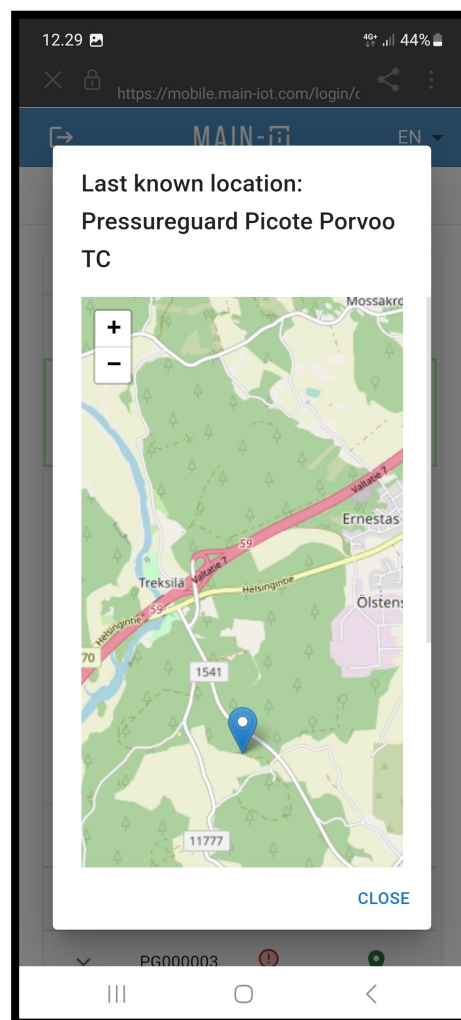 12.29 4G+ 44%
https://mobile.main-iot.com/login/c
MAIN-iti EN
Last known location:
Pressureguard Picote Porvoo
TC
+
−
Mossakro
Valtatie 7
Ernestas
59
Valtatie 7
Treksilä
Helsingintie
59
Helsingintie
Ölstens
70
1541
11777
CLOSE
PG000003